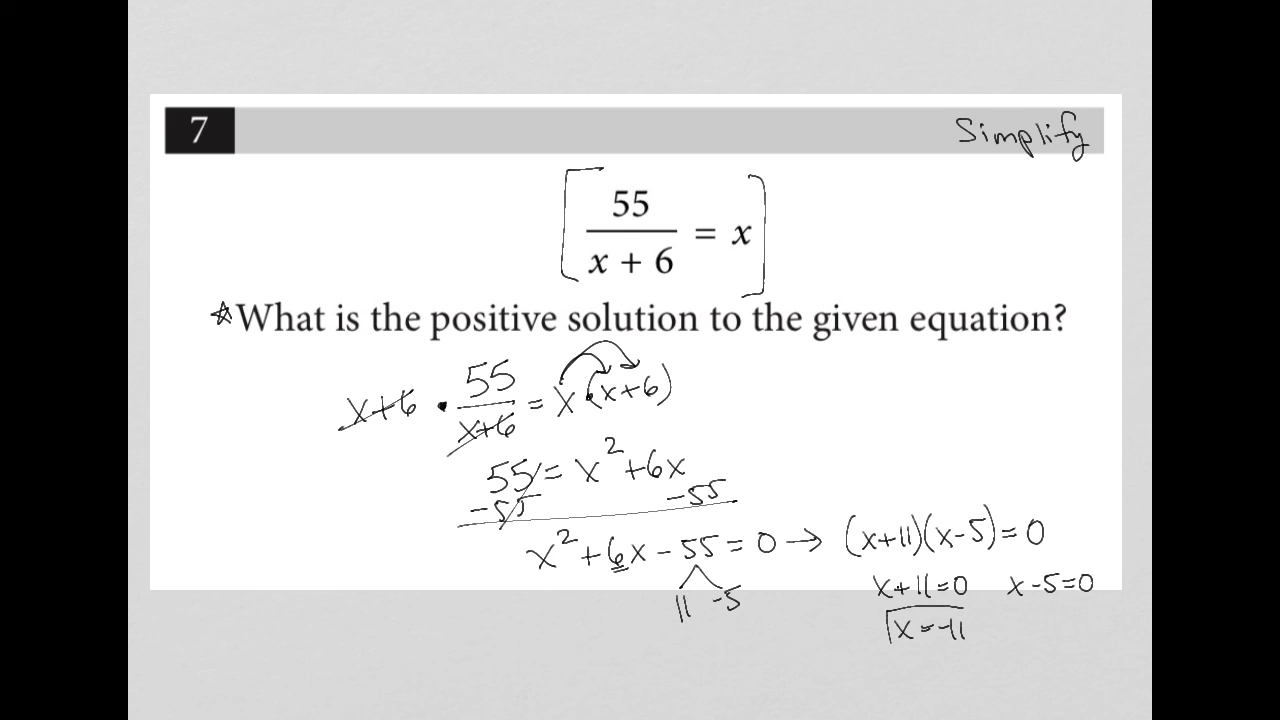 7 Simplify
55/(x + 6) = x
☆What is the positive solution to the given equation?
x+6 · 55/(x+6) = x·(x+6)
55 = x² + 6x
-55 -55
x² + 6x - 55 = 0 → (x+11)(x-5) = 0
11 -5
x+11=0 x-5=0
x=-11